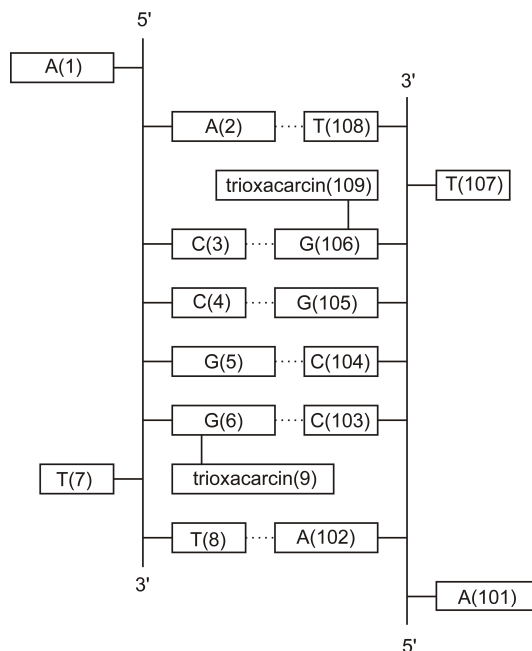 5'
A(1)
3'
A(2)
T(108)
trioxacarcin(109)
T(107)
C(3)
G(106)
C(4)
G(105)
G(5)
C(104)
G(6)
C(103)
T(7)
trioxacarcin(9)
T(8)
A(102)
3'
A(101)
5'